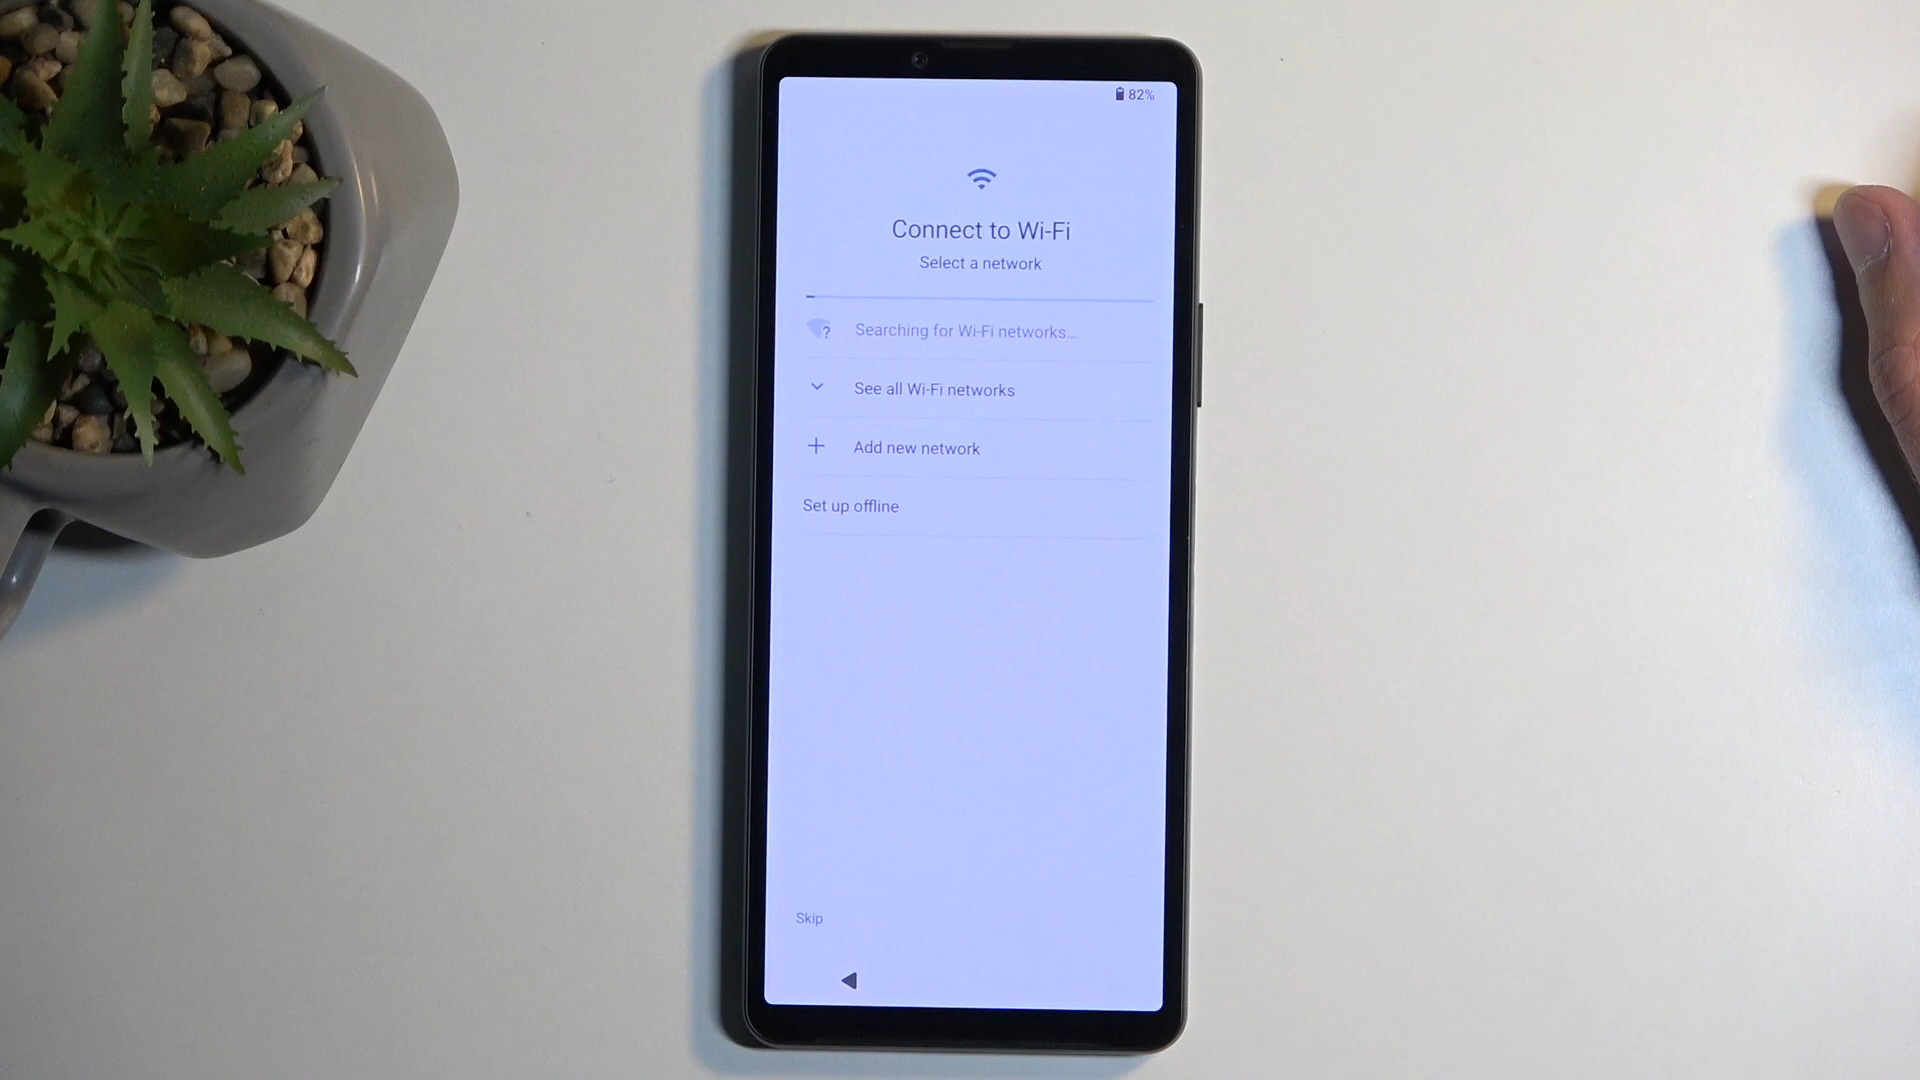 82%
Connect to Wi-Fi
Select a network
Searching for Wi-Fi networks…
See all Wi-Fi networks
Add new network
Set up offline
Skip